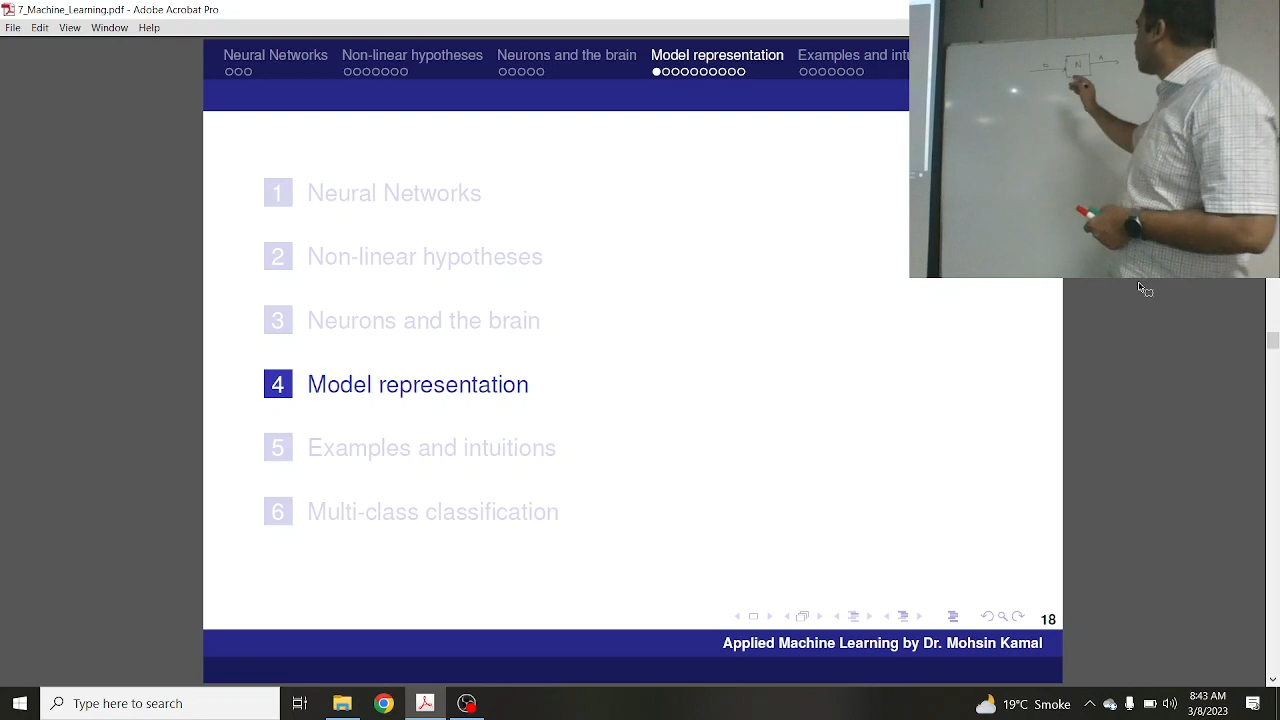 7_Machine_Learning.pdf - Adobe Acrobat Pro
File Edit View Window Help
Neural Networks Non-linear hypotheses Neurons and the brain Model representation Examples and intu
1 Neural Networks
2 Non-linear hypotheses
3 Neurons and the brain
4 Model representation
5 Examples and intuitions
6 Multi-class classification
N
18
Applied Machine Learning by Dr. Mohsin Kamal
Type here to search
19°C Smoke
8:43 AM
3/8/2023